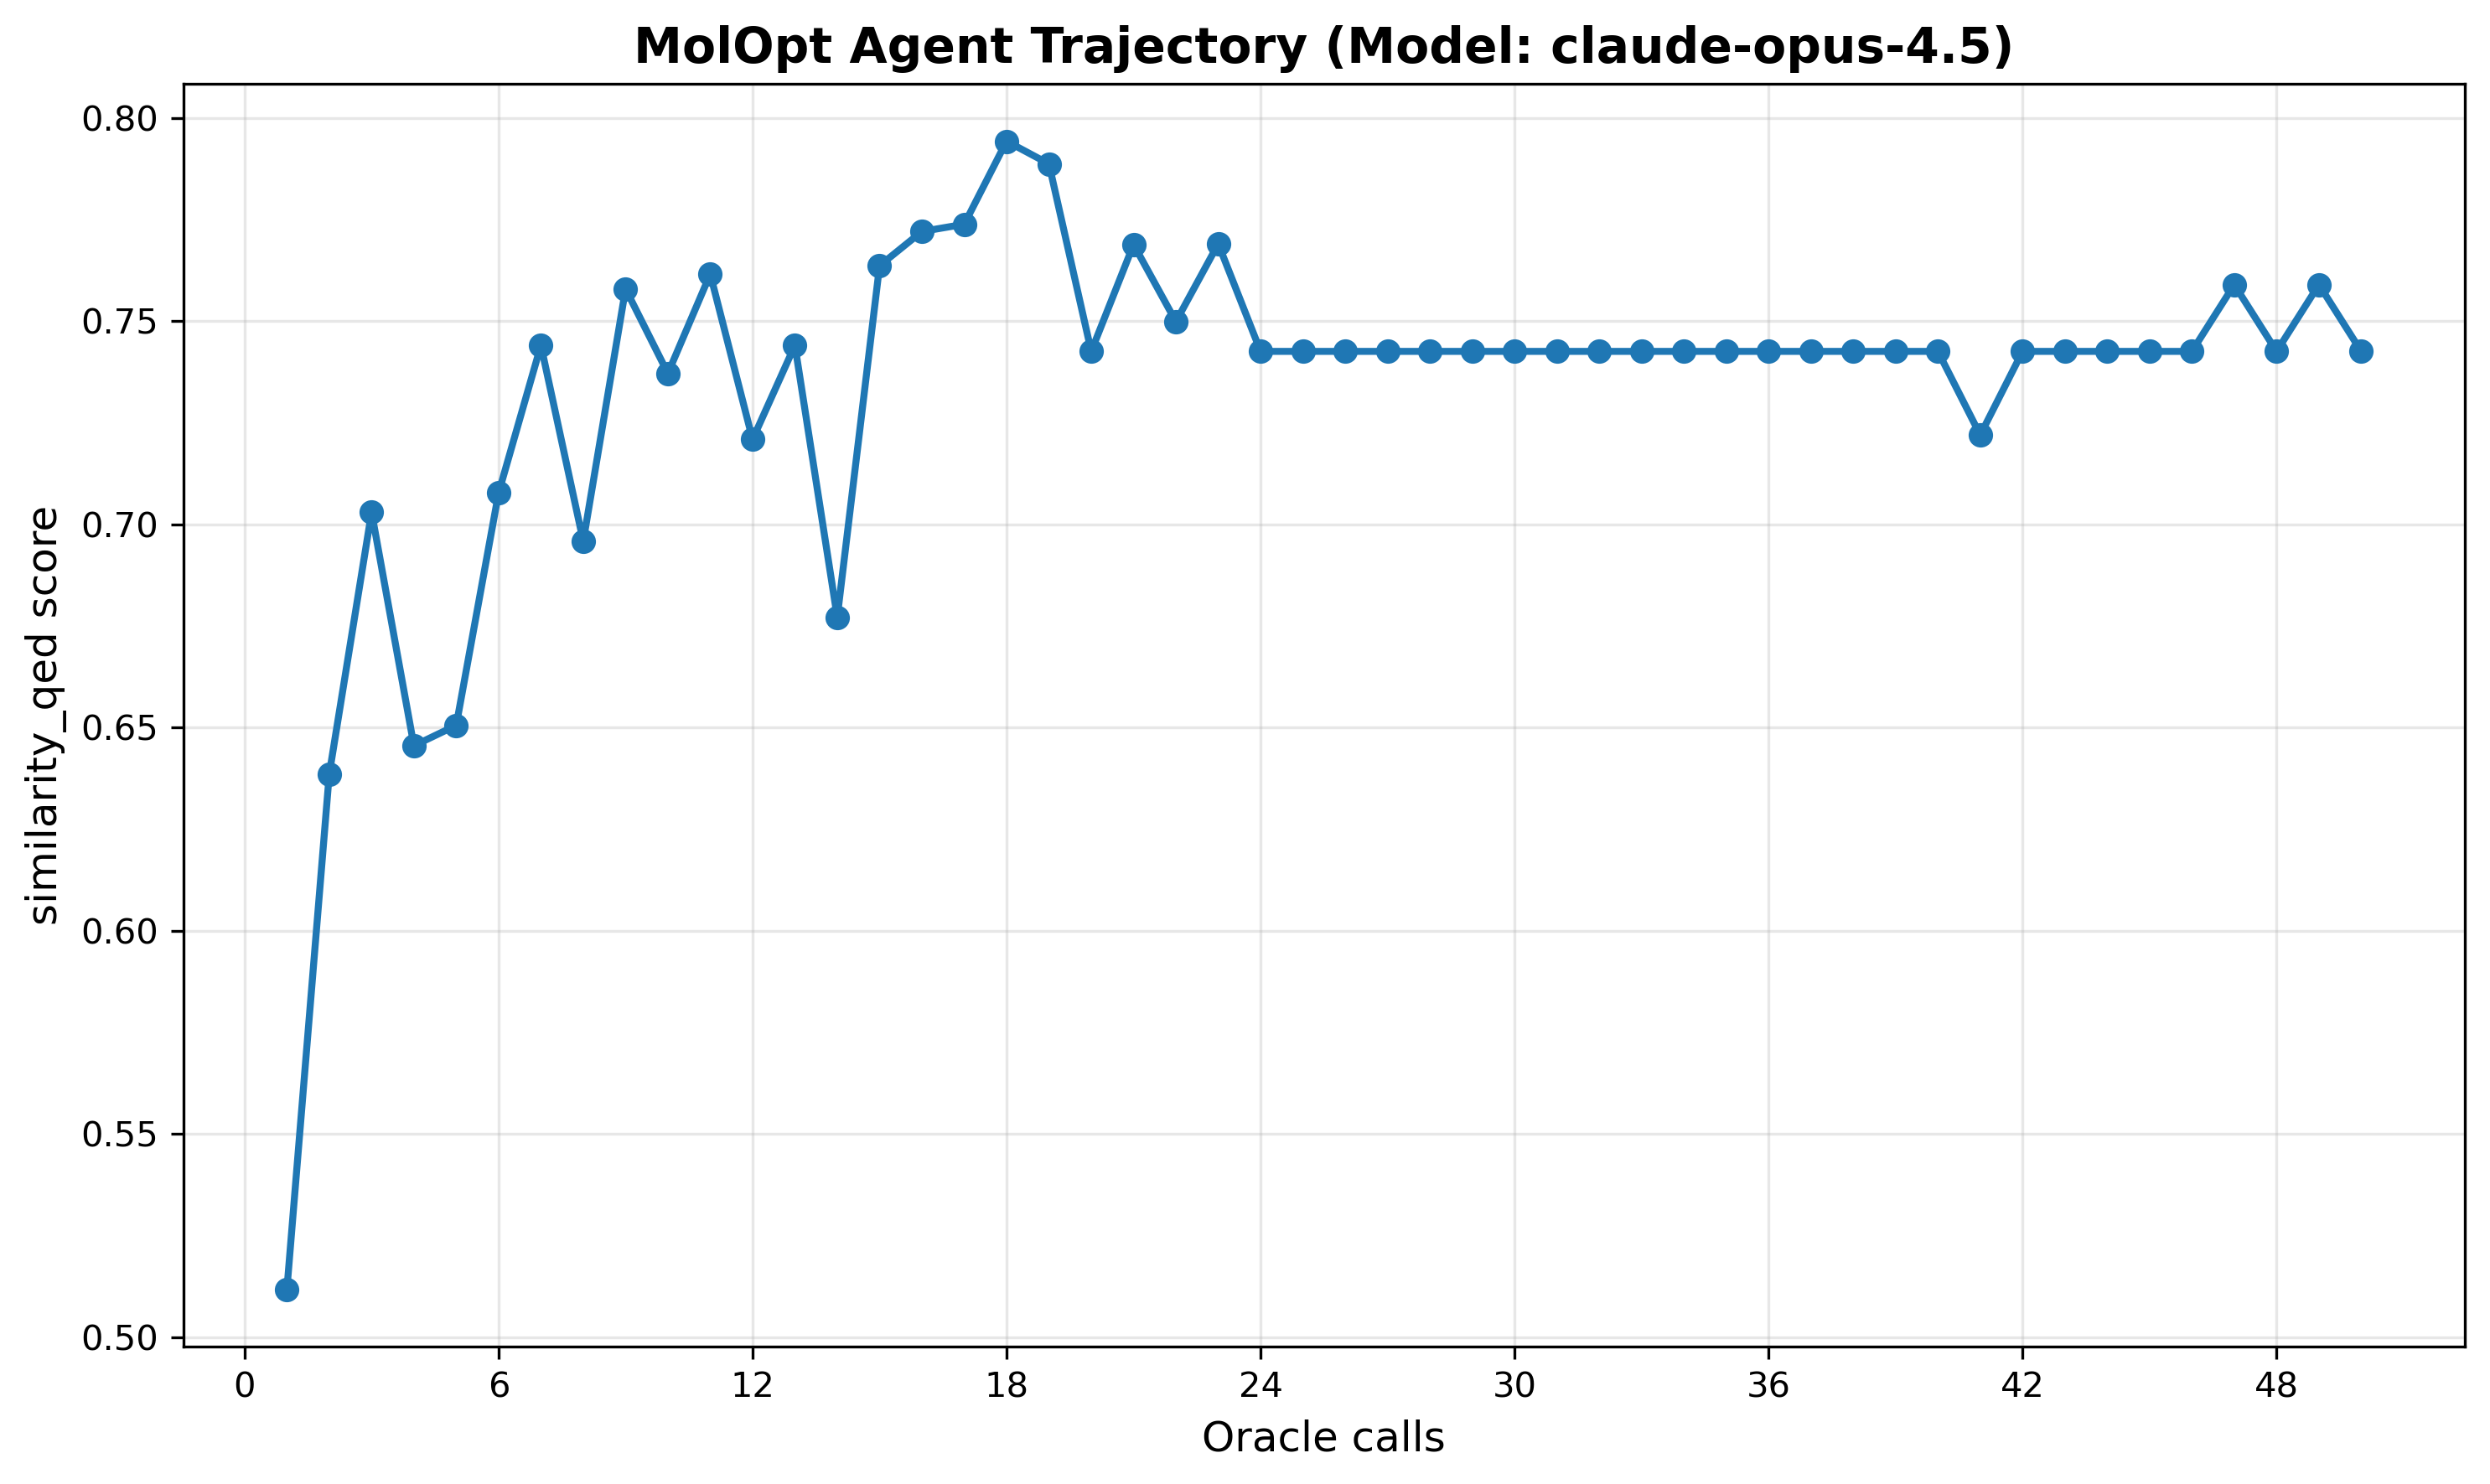 MolOpt Agent Trajectory (Model: claude-opus-4.5)
similarity_qed score
0.80
0.75
0.70
0.65
0.60
0.55
0.50
0 6 12 18 24 30 36 42 48
Oracle calls